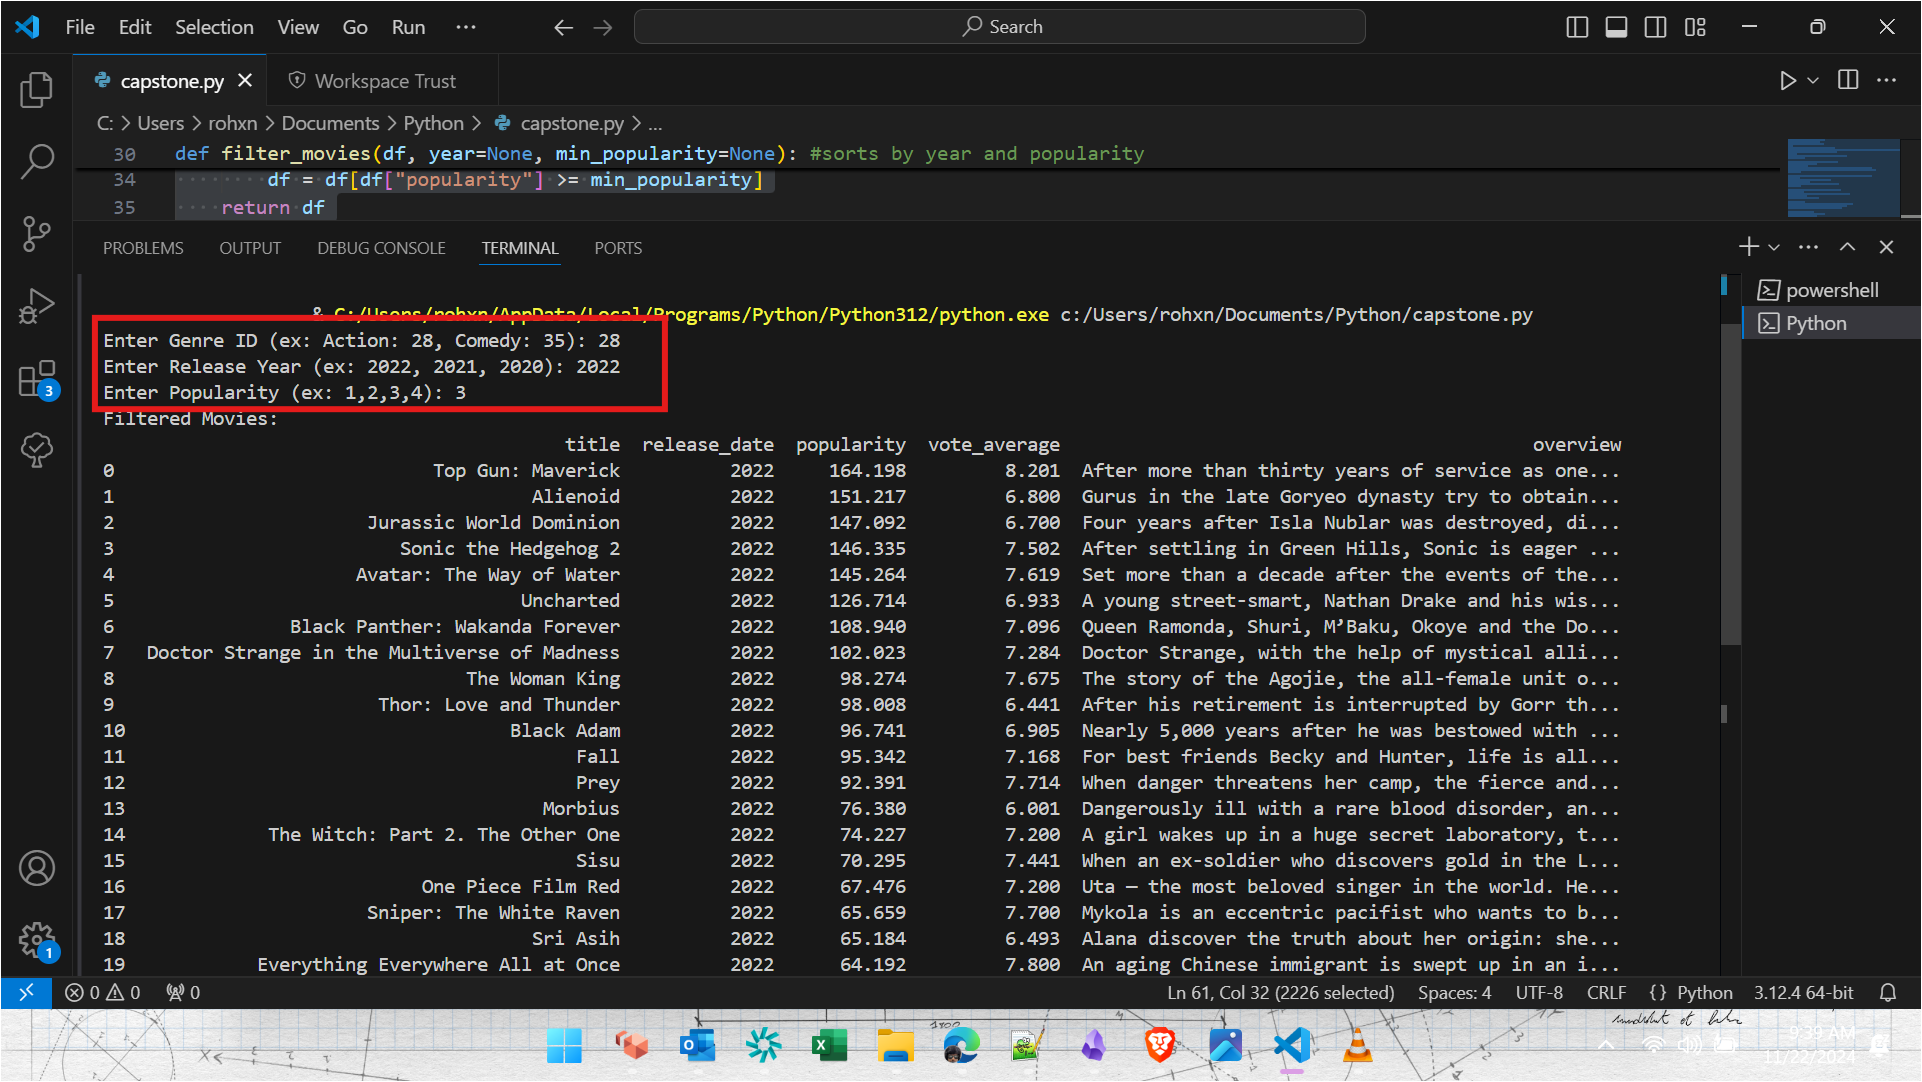 File Edit Selection View Go Run ... Search
capstone.py Workspace Trust
C: > Users > rohxn > Documents > Python > capstone.py > ...
30 def filter_movies(df, year=None, min_popularity=None): #sorts by year and popularity
34 df = df[df["popularity"] >= min_popularity]
35 return df
PROBLEMS OUTPUT DEBUG CONSOLE TERMINAL PORTS
powershell
Python
& C:/Users/rohxn/AppData/Local/Programs/Python/Python312/python.exe c:/Users/rohxn/Documents/Python/capstone.py
Enter Genre ID (ex: Action: 28, Comedy: 35): 28
Enter Release Year (ex: 2022, 2021, 2020): 2022
Enter Popularity (ex: 1,2,3,4): 3
Filtered Movies:
title release_date popularity vote_average overview
0 Top Gun: Maverick 2022 164.198 8.201 After more than thirty years of service as one...
1 Alienoid 2022 151.217 6.800 Gurus in the late Goryeo dynasty try to obtain...
2 Jurassic World Dominion 2022 147.092 6.700 Four years after Isla Nublar was destroyed, di...
3 Sonic the Hedgehog 2 2022 146.335 7.502 After settling in Green Hills, Sonic is eager ...
4 Avatar: The Way of Water 2022 145.264 7.619 Set more than a decade after the events of the...
5 Uncharted 2022 126.714 6.933 A young street-smart, Nathan Drake and his wis...
6 Black Panther: Wakanda Forever 2022 108.940 7.096 Queen Ramonda, Shuri, M’Baku, Okoye and the Do...
7 Doctor Strange in the Multiverse of Madness 2022 102.023 7.284 Doctor Strange, with the help of mystical alli...
8 The Woman King 2022 98.274 7.675 The story of the Agojie, the all-female unit o...
9 Thor: Love and Thunder 2022 98.008 6.441 After his retirement is interrupted by Gorr th...
10 Black Adam 2022 96.741 6.905 Nearly 5,000 years after he was bestowed with ...
11 Fall 2022 95.342 7.168 For best friends Becky and Hunter, life is all...
12 Prey 2022 92.391 7.714 When danger threatens her camp, the fierce and...
13 Morbius 2022 76.380 6.001 Dangerously ill with a rare blood disorder, an...
14 The Witch: Part 2. The Other One 2022 74.227 7.200 A girl wakes up in a huge secret laboratory, t...
15 Sisu 2022 70.295 7.441 When an ex-soldier who discovers gold in the L...
16 One Piece Film Red 2022 67.476 7.200 Uta — the most beloved singer in the world. He...
17 Sniper: The White Raven 2022 65.659 7.700 Mykola is an eccentric pacifist who wants to b...
18 Sri Asih 2022 65.184 6.493 Alana discover the truth about her origin: she...
19 Everything Everywhere All at Once 2022 64.192 7.800 An aging Chinese immigrant is swept up in an i...
3
1
0 0 0 Ln 61, Col 32 (2226 selected) Spaces: 4 UTF-8 CRLF {} Python 3.12.4 64-bit
9:39 AM
11/22/2024